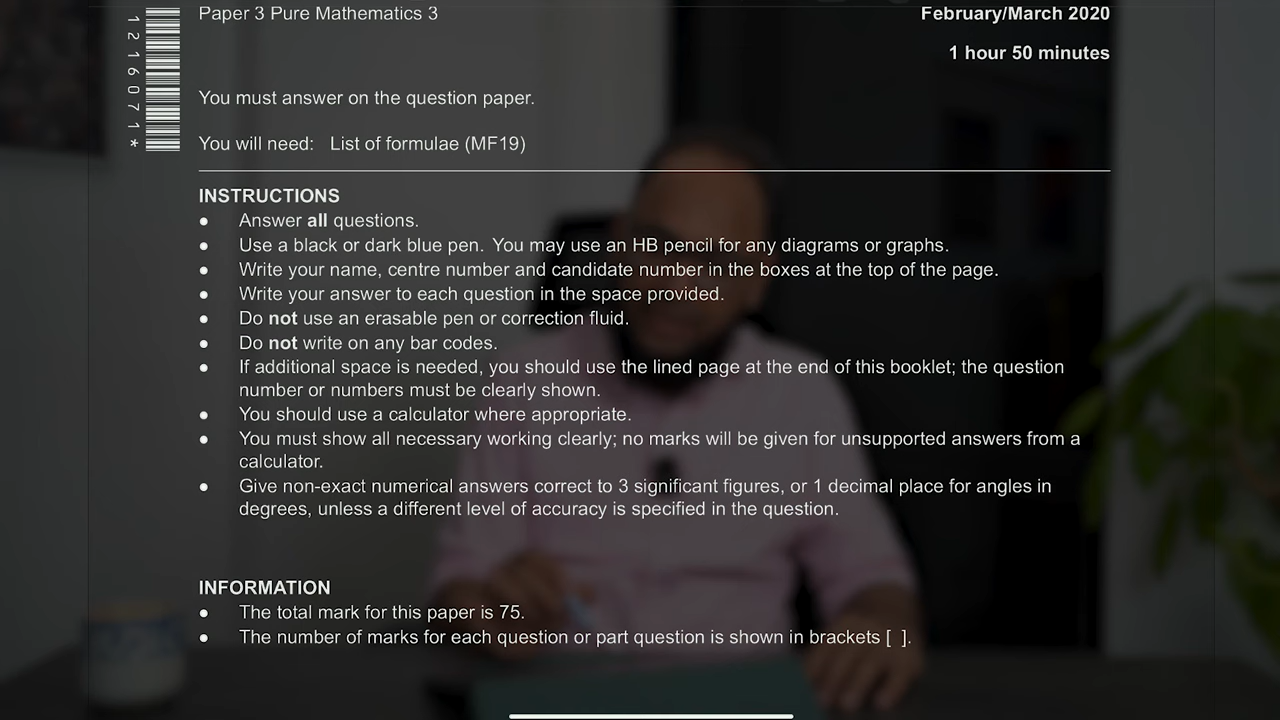 Paper 3 Pure Mathematics 3
February/March 2020
1 hour 50 minutes
1216071*
You must answer on the question paper.
You will need: List of formulae (MF19)
INSTRUCTIONS
● Answer all questions.
● Use a black or dark blue pen. You may use an HB pencil for any diagrams or graphs.
● Write your name, centre number and candidate number in the boxes at the top of the page.
● Write your answer to each question in the space provided.
● Do not use an erasable pen or correction fluid.
● Do not write on any bar codes.
● If additional space is needed, you should use the lined page at the end of this booklet; the question
number or numbers must be clearly shown.
● You should use a calculator where appropriate.
● You must show all necessary working clearly; no marks will be given for unsupported answers from a
calculator.
● Give non-exact numerical answers correct to 3 significant figures, or 1 decimal place for angles in
degrees, unless a different level of accuracy is specified in the question.
INFORMATION
● The total mark for this paper is 75.
● The number of marks for each question or part question is shown in brackets [ ].